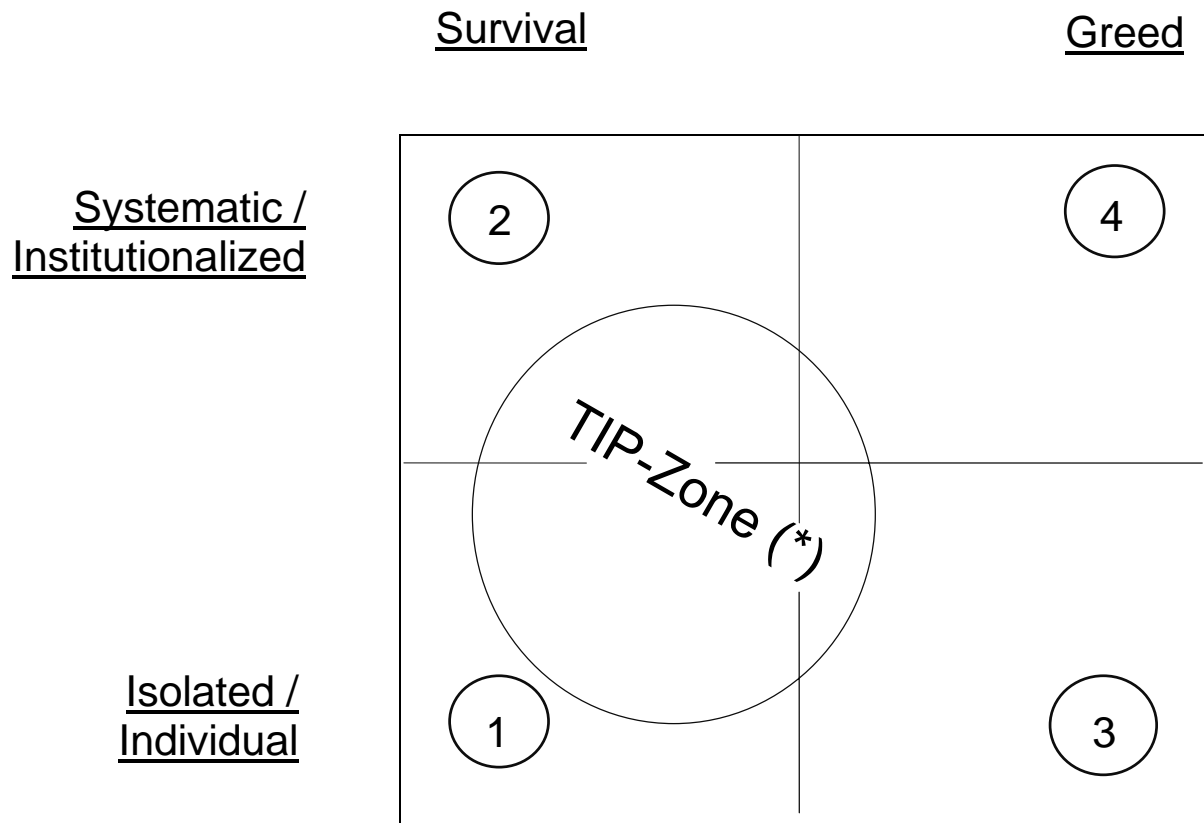 Survival
Greed
Systematic /
Institutionalized
2
4
TIP-Zone (*)
Isolated /
Individual
1
3